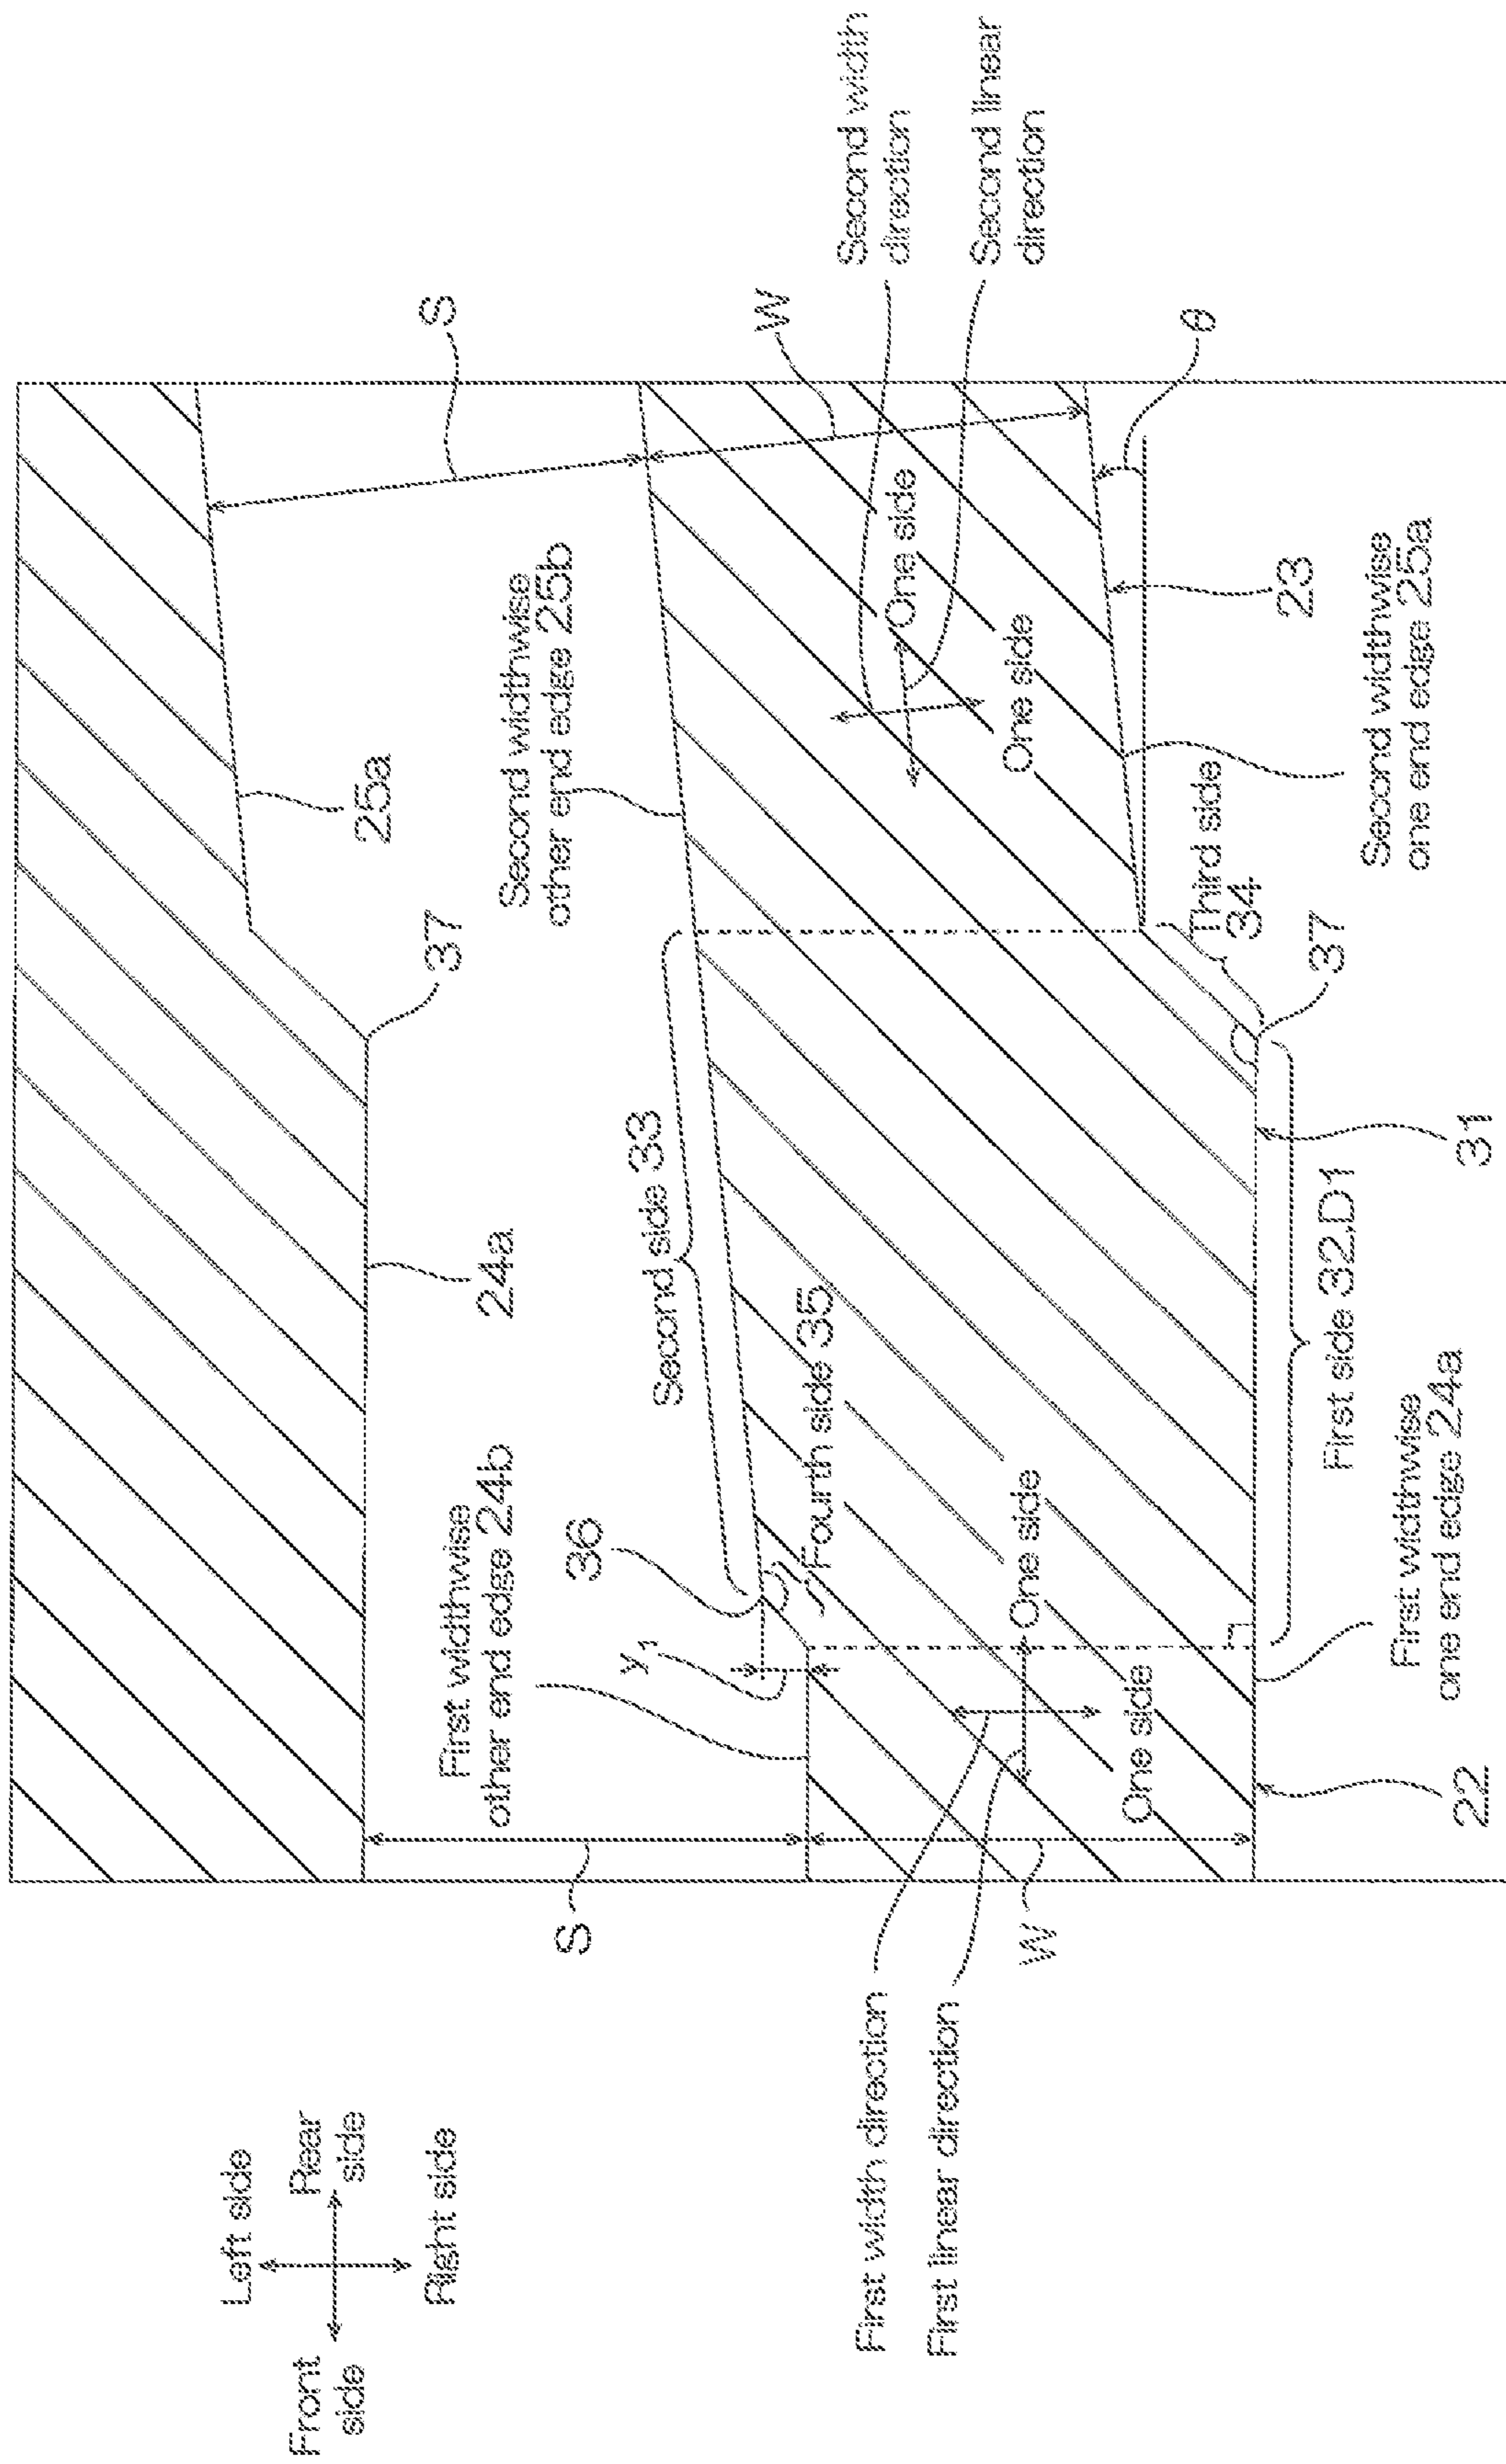 Left side
Front
side
Rear
side
Right side
S
W
First width direction
First linear direction
First widthwise
other end edge 24b
y1
36
24a
37
25a
Second side 33
Fourth side 35
Second widthwise
other end edge 25b
S
W
Second width
direction
Second linear
direction
θ
One side
One side
One side
One side
22
First widthwise
one end edge 24a
First side 32,D1
31
37
Third side
34
Second widthwise
one end edge 25a
23